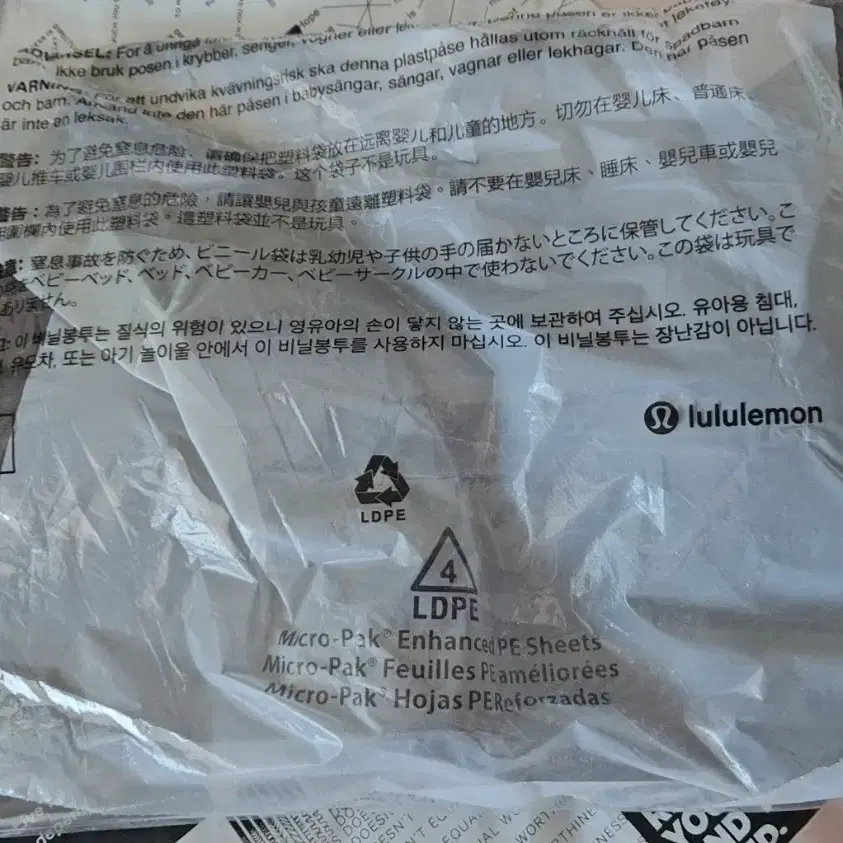 ADVARSEL: For å unngå
ikke bruk posen i krybber, senger, vogner eller
VARNING: För att undvika kvävningsrisk ska denna plastpåse hållas utom räckhåll för spädbarn
och barn. Använd inte den här påsen i babysängar, sängar, vagnar eller lekhagar. Den här påsen
är inte en leksak.
警告：为了避免窒息危险，请确保把塑料袋放在远离婴儿和儿童的地方。切勿在婴儿床、普通床、
婴儿推车或婴儿围栏内使用此塑料袋。这个袋子不是玩具。
警告：為了避免窒息的危險，請讓嬰兒與孩童遠離塑料袋。請不要在嬰兒床、睡床、嬰兒車或嬰兒
用圍欄內使用此塑料袋。這塑料袋並不是玩具。
窒息事故を防ぐため、ビニール袋は乳幼児や子供の手の届かないところに保管してください。こ
ベビーベッド、ベッド、ベビーカー、ベビーサークルの中で使わないでください。この袋は玩具で
ありません。
이 비닐봉투는 질식의 위험이 있으니 영유아의 손이 닿지 않는 곳에 보관하여 주십시오. 유아용 침대,
유모차, 또는 아기 놀이울 안에서 이 비닐봉투를 사용하지 마십시오. 이 비닐봉투는 장난감이 아닙니다.
lululemon
LDPE
4
LDPE
Micro-Pak® Enhanced PE Sheets
Micro-Pak® Feuilles PE améliorées
Micro-Pak® Hojas PE Reforzadas